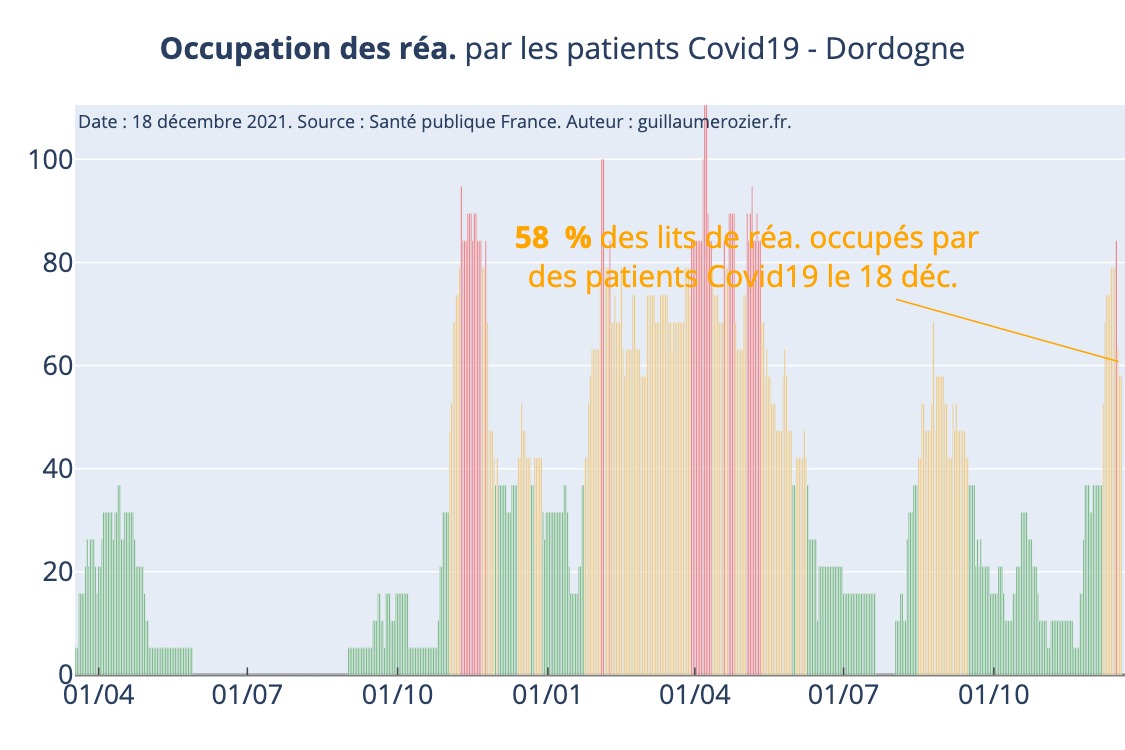 Occupation des réa. par les patients Covid19 - Dordogne
Date : 18 décembre 2021. Source : Santé publique France. Auteur : guillaumerozier.fr.
100
58 % des lits de réa. occupés par
80
des patients Covid19 le 18 déc.
60
40
20
0
01/04 01/07 01/10 01/01 01/04 01/07 01/10